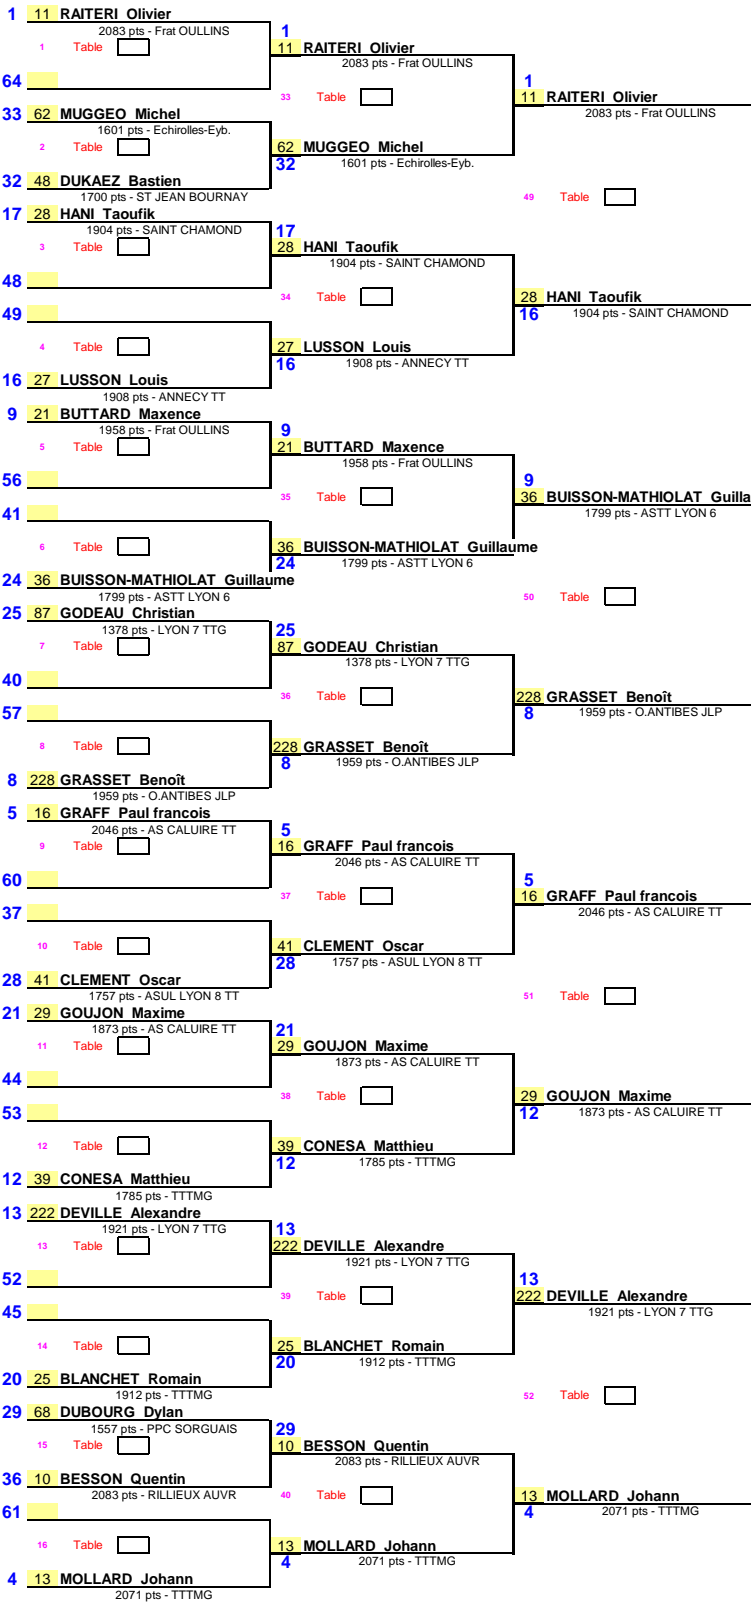 1 11 RAITERI Olivier
2083 pts - Frat OULLINS
1 Table
64
33 62 MUGGEO Michel
1601 pts - Echirolles-Eyb.
2 Table
32 48 DUKAEZ Bastien
1700 pts - ST JEAN BOURNAY
17 28 HANI Taoufik
1904 pts - SAINT CHAMOND
3 Table
48
49
4 Table
16 27 LUSSON Louis
1908 pts - ANNECY TT
9 21 BUTTARD Maxence
1958 pts - Frat OULLINS
5 Table
56
41
6 Table
24 36 BUISSON-MATHIOLAT Guillaume
1799 pts - ASTT LYON 6
25 87 GODEAU Christian
1378 pts - LYON 7 TTG
7 Table
40
57
8 Table
8 228 GRASSET Benoît
1959 pts - O.ANTIBES JLP
5 16 GRAFF Paul francois
2046 pts - AS CALUIRE TT
9 Table
60
37
10 Table
28 41 CLEMENT Oscar
1757 pts - ASUL LYON 8 TT
21 29 GOUJON Maxime
1873 pts - AS CALUIRE TT
11 Table
44
53
12 Table
12 39 CONESA Matthieu
1785 pts - TTTMG
13 222 DEVILLE Alexandre
1921 pts - LYON 7 TTG
13 Table
52
45
14 Table
20 25 BLANCHET Romain
1912 pts - TTTMG
29 68 DUBOURG Dylan
1557 pts - PPC SORGUAIS
15 Table
36 10 BESSON Quentin
2083 pts - RILLIEUX AUVR
61
16 Table
4 13 MOLLARD Johann
2071 pts - TTTMG
1
11 RAITERI Olivier
2083 pts - Frat OULLINS
33 Table
62 MUGGEO Michel
32 1601 pts - Echirolles-Eyb.
17
28 HANI Taoufik
1904 pts - SAINT CHAMOND
34 Table
27 LUSSON Louis
16 1908 pts - ANNECY TT
9
21 BUTTARD Maxence
1958 pts - Frat OULLINS
35 Table
36 BUISSON-MATHIOLAT Guillaume
24 1799 pts - ASTT LYON 6
25
87 GODEAU Christian
1378 pts - LYON 7 TTG
36 Table
228 GRASSET Benoît
8 1959 pts - O.ANTIBES JLP
5
16 GRAFF Paul francois
2046 pts - AS CALUIRE TT
37 Table
41 CLEMENT Oscar
28 1757 pts - ASUL LYON 8 TT
21
29 GOUJON Maxime
1873 pts - AS CALUIRE TT
38 Table
39 CONESA Matthieu
12 1785 pts - TTTMG
13
222 DEVILLE Alexandre
1921 pts - LYON 7 TTG
39 Table
25 BLANCHET Romain
20 1912 pts - TTTMG
29
10 BESSON Quentin
2083 pts - RILLIEUX AUVR
40 Table
13 MOLLARD Johann
4 2071 pts - TTTMG
1
11 RAITERI Olivier
2083 pts - Frat OULLINS
49 Table
28 HANI Taoufik
16 1904 pts - SAINT CHAMOND
9
36 BUISSON-MATHIOLAT Guilla
1799 pts - ASTT LYON 6
50 Table
228 GRASSET Benoît
8 1959 pts - O.ANTIBES JLP
5
16 GRAFF Paul francois
2046 pts - AS CALUIRE TT
51 Table
29 GOUJON Maxime
12 1873 pts - AS CALUIRE TT
13
222 DEVILLE Alexandre
1921 pts - LYON 7 TTG
52 Table
13 MOLLARD Johann
4 2071 pts - TTTMG